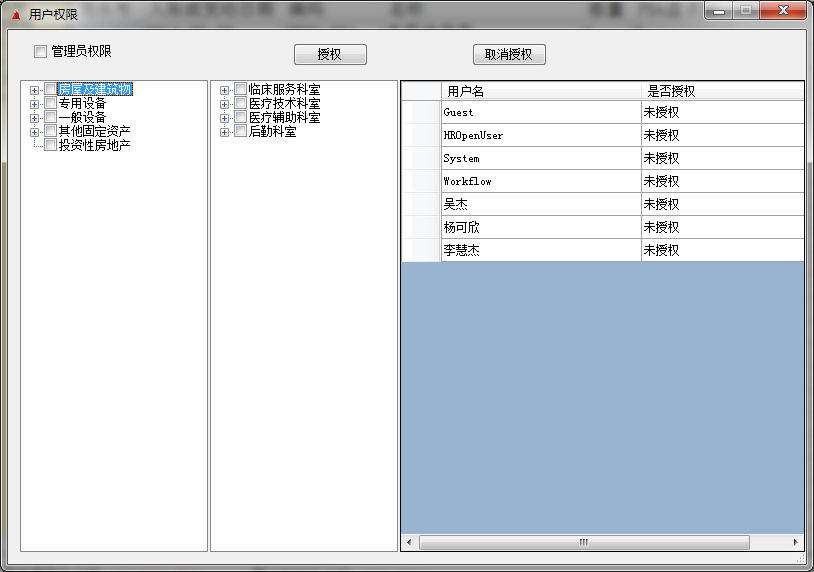 用户权限
管理员权限
授权
取消授权
房屋及建筑物
专用设备
一般设备
其他固定资产
投资性房地产
临床服务科室
医疗技术科室
医疗辅助科室
后勤科室
用户名 是否授权
Guest 未授权
HROpenUser 未授权
System 未授权
Workflow 未授权
吴杰 未授权
杨可欣 未授权
李慧杰 未授权